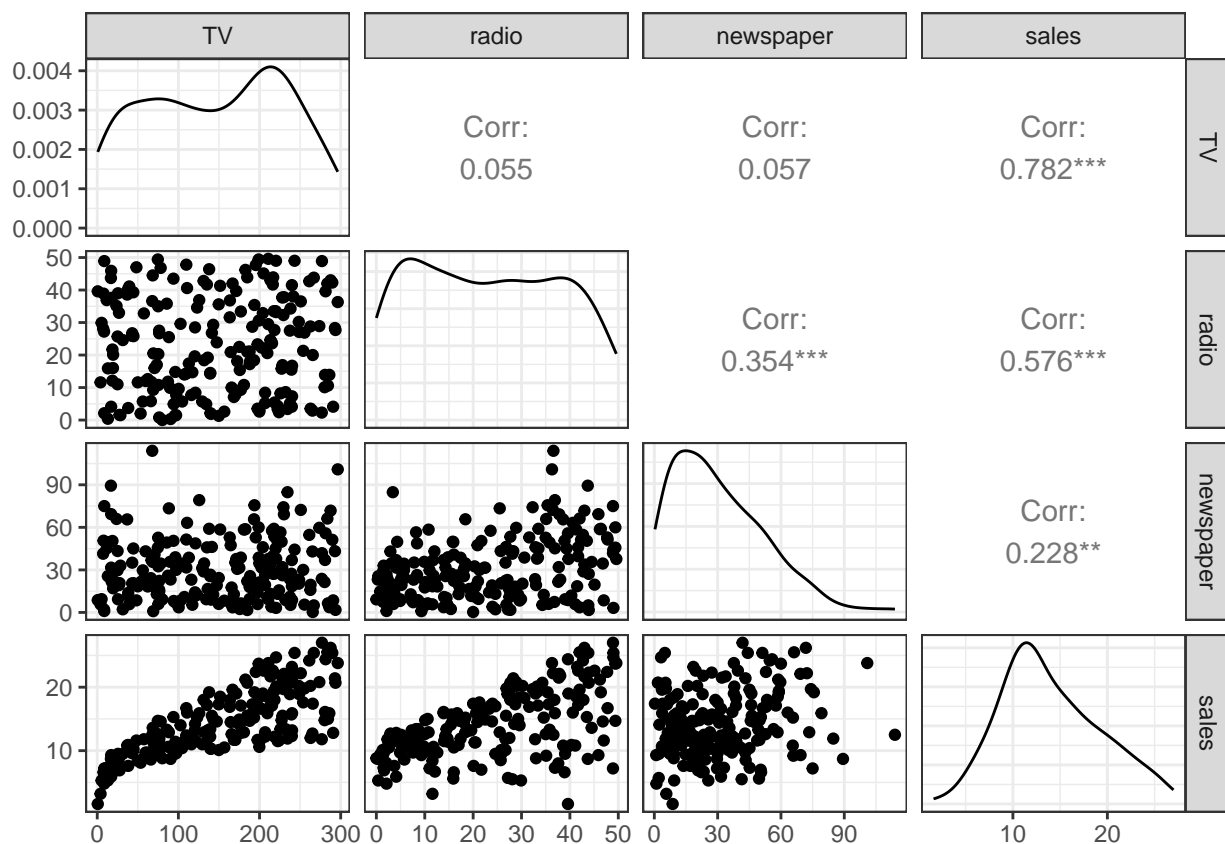 TV radio newspaper sales
0.004
0.003
0.002
0.001
0.000
Corr:
0.055
Corr:
0.057
Corr:
0.782***
TV
50
40
30
20
10
0
Corr:
0.354***
Corr:
0.576***
radio
90
60
30
0
Corr:
0.228**
newspaper
20
10
sales
0 100 200 300 0 10 20 30 40 50 0 30 60 90 10 20